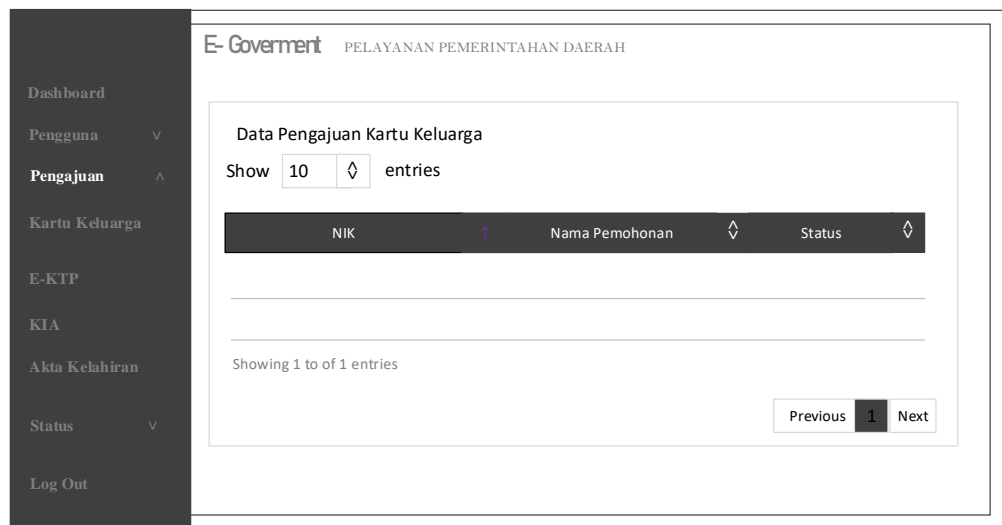 E- Goverment PELAYANAN PEMERINTAHAN DAERAH
Dashboard
Pengguna
Pengajuan
Kartu Keluarga
E-KTP
KIA
Akta Kelahiran
Status
Log Out
Data Pengajuan Kartu Keluarga
Show 10 entries
NIK Nama Pemohonan Status
Showing 1 to of 1 entries
Previous 1 Next